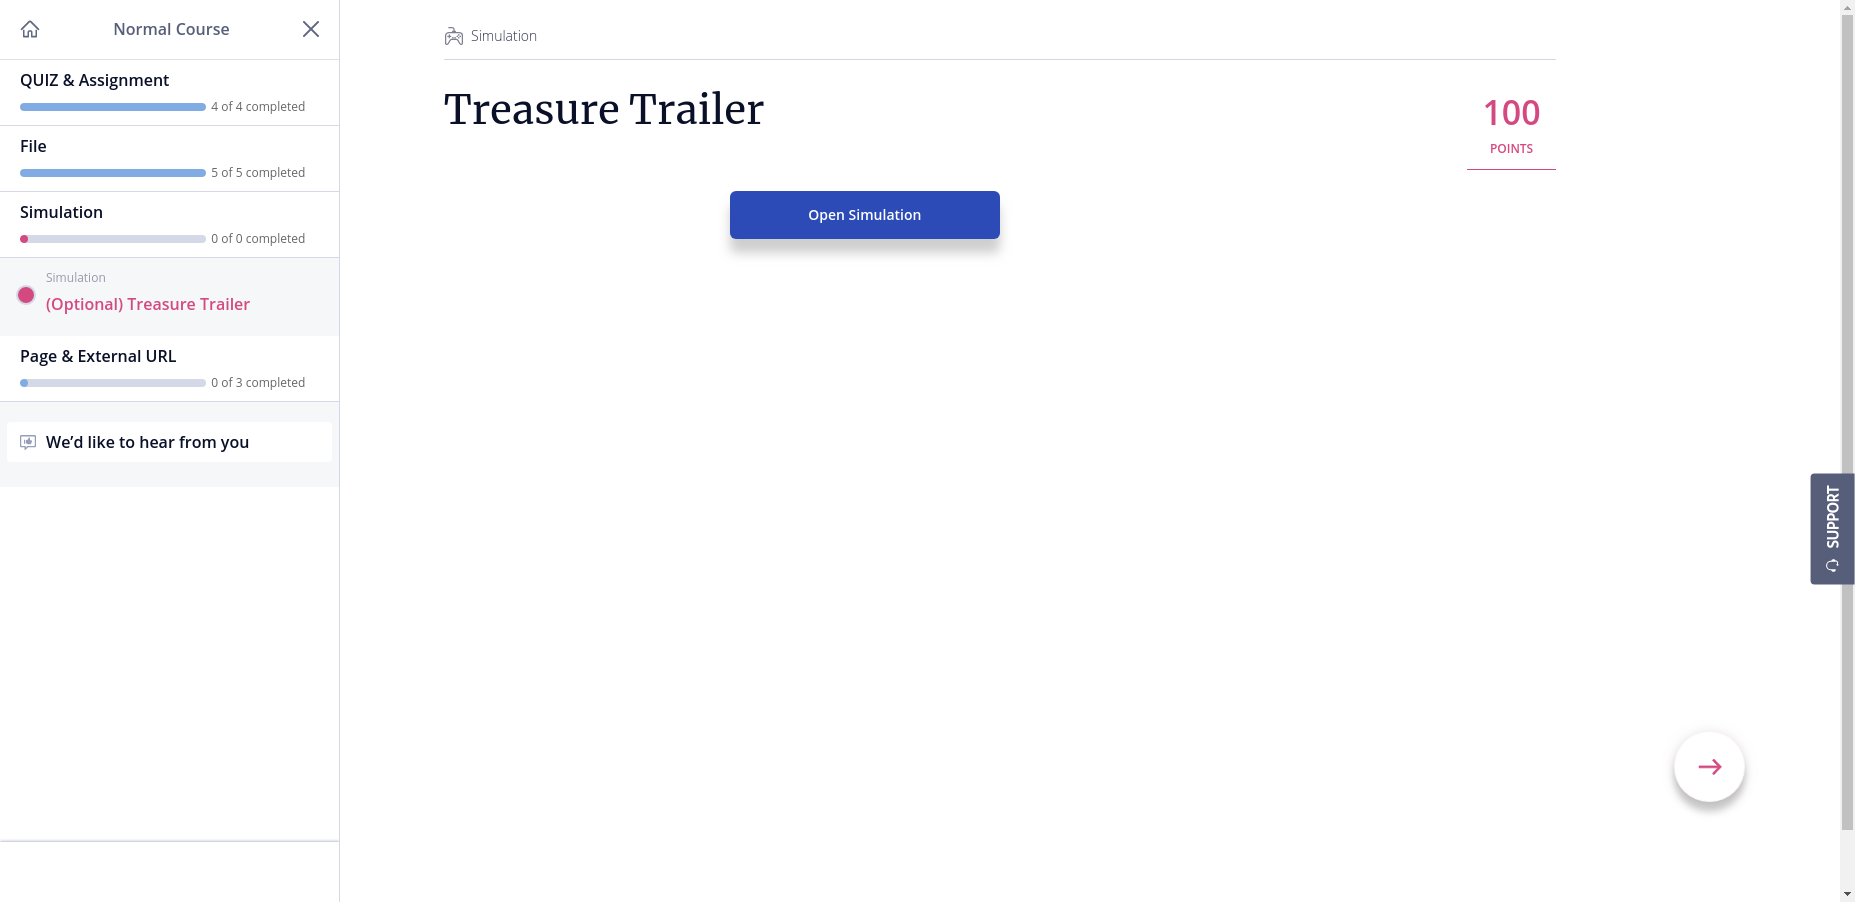 Normal Course
QUIZ & Assignment
4 of 4 completed
File
5 of 5 completed
Simulation
0 of 0 completed
Simulation
(Optional) Treasure Trailer
Page & External URL
0 of 3 completed
We’d like to hear from you
Simulation
Treasure Trailer
100
POINTS
Open Simulation
SUPPORT